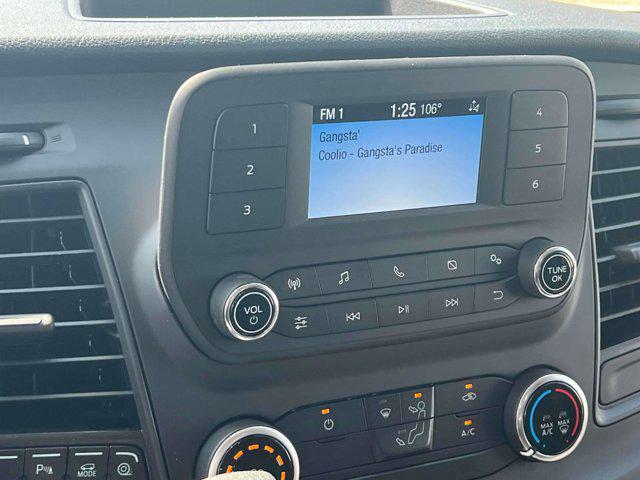 FM 1 1:25 106°
Gangsta'
Coolio - Gangsta's Paradise
1
2
3
4
5
6
VOL
TUNE
OK
A/C
MAX
A/C
MAX
P
MODE